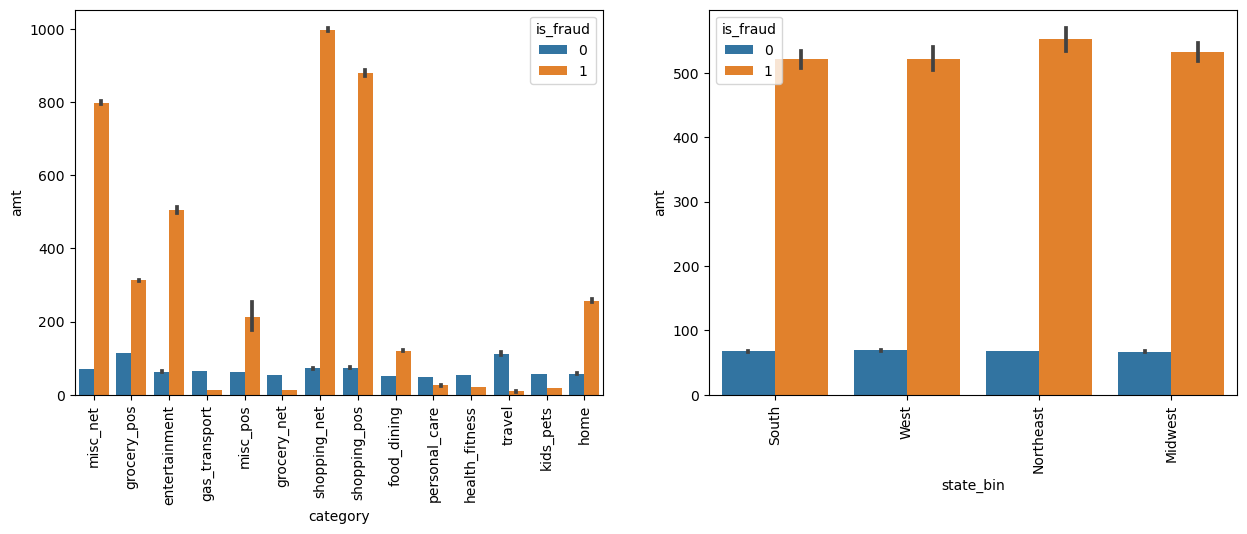 1000
800
600
400
200
0
amt
is_fraud
0
1
misc_net
grocery_pos
entertainment
gas_transport
misc_pos
grocery_net
shopping_net
shopping_pos
food_dining
personal_care
health_fitness
travel
kids_pets
home
category
500
400
300
200
100
0
amt
is_fraud
0
1
South
West
Northeast
Midwest
state_bin